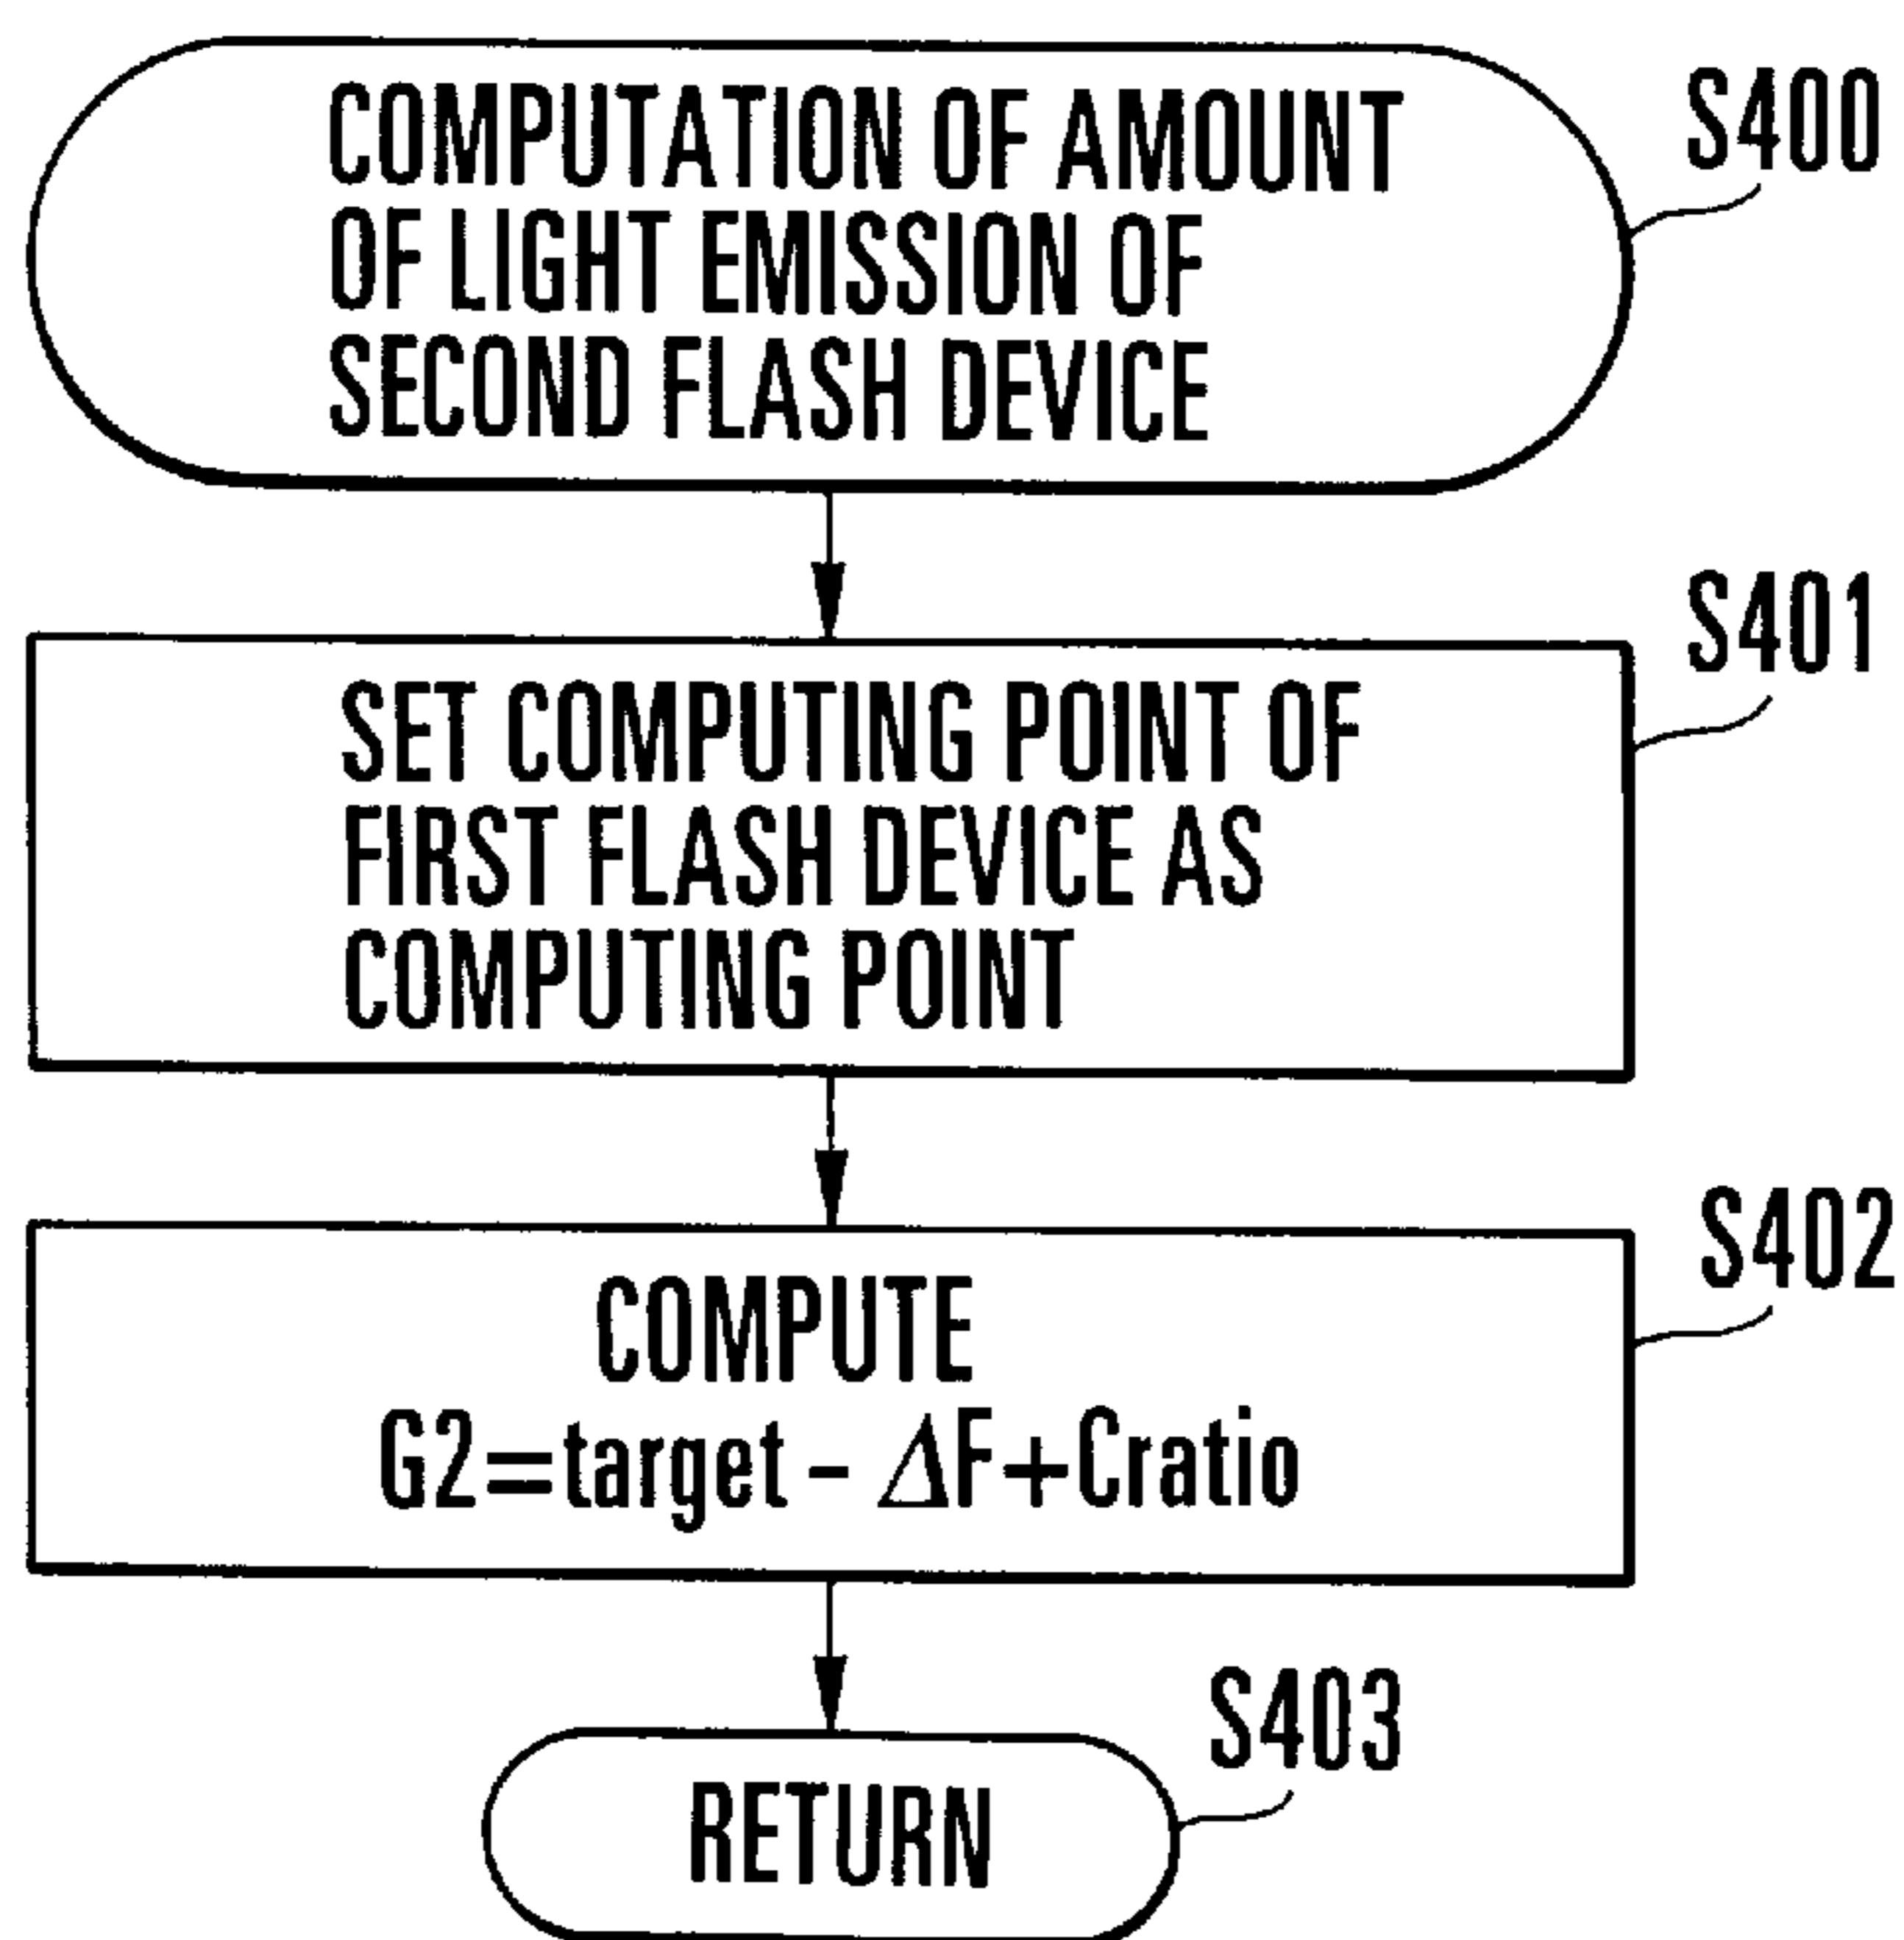 COMPUTATION OF AMOUNT
OF LIGHT EMISSION OF
SECOND FLASH DEVICE
S400
SET COMPUTING POINT OF
FIRST FLASH DEVICE AS
COMPUTING POINT
S401
COMPUTE
G2=target - ΔF+Cratio
S402
RETURN
S403